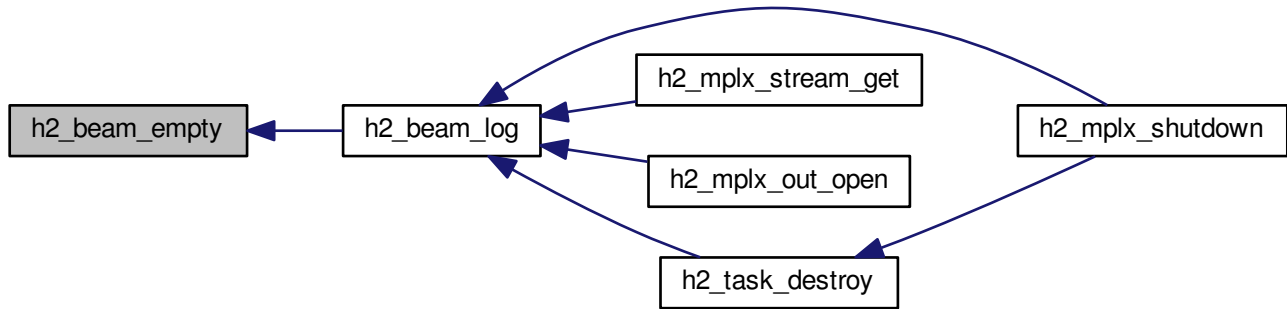 h2_beam_empty
h2_beam_log
h2_mplx_stream_get
h2_mplx_out_open
h2_task_destroy
h2_mplx_shutdown